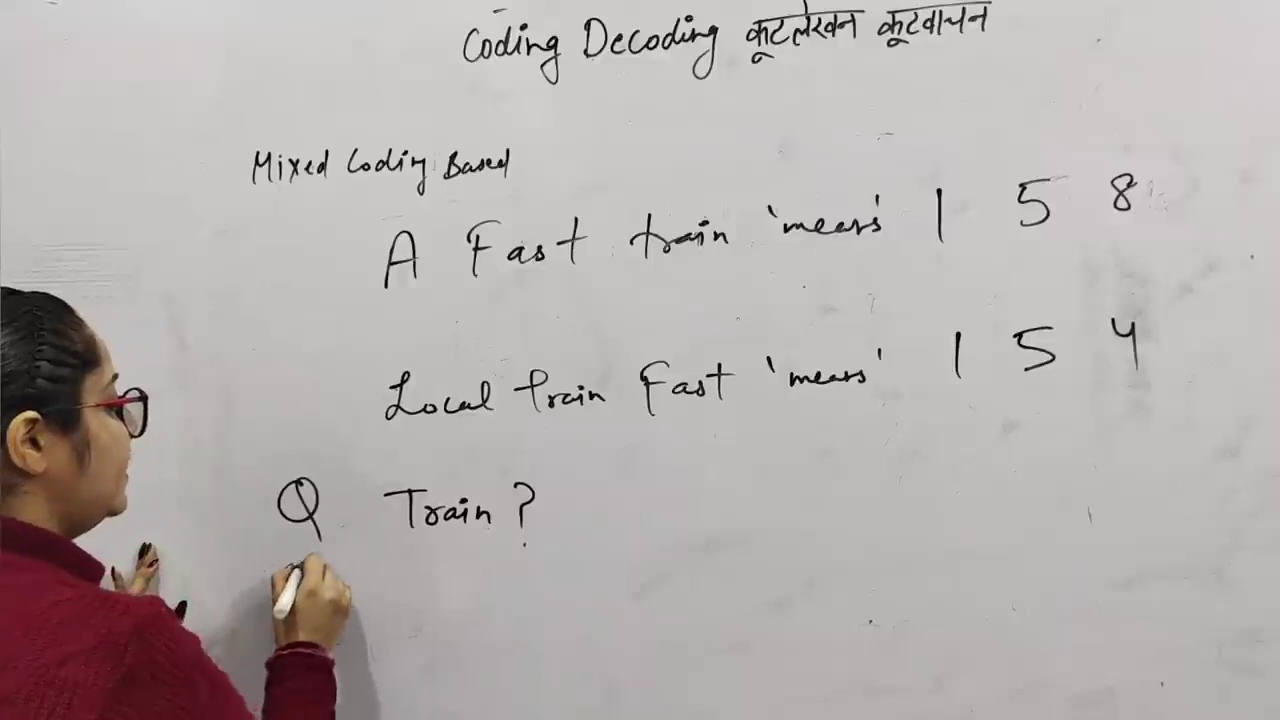 Coding Decoding कूटलेखन कूटवाचन
Mixed Coding Based
A Fast train 'means' 1 5 8
Local train Fast 'means' 1 5 4
Q Train ?